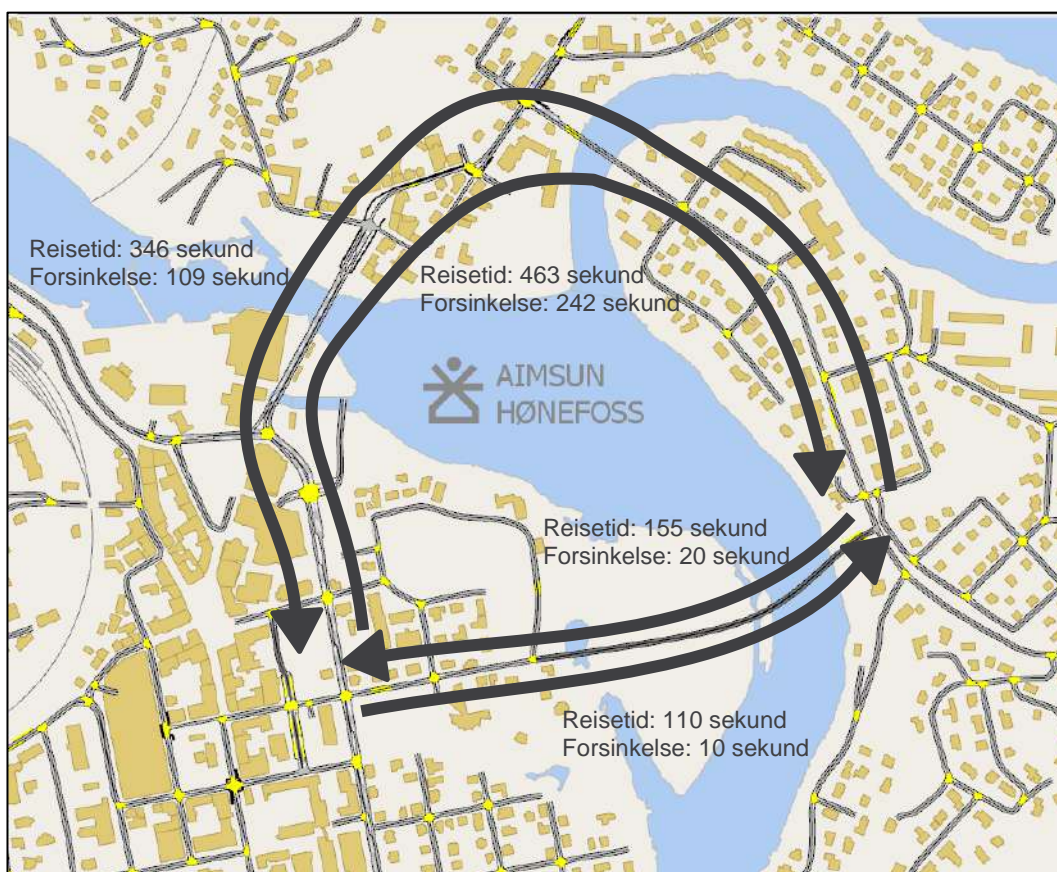 Reisetid: 346 sekund
Forsinkelse: 109 sekund
Reisetid: 463 sekund
Forsinkelse: 242 sekund
AIMSUN
HØNEFOSS
Reisetid: 155 sekund
Forsinkelse: 20 sekund
Reisetid: 110 sekund
Forsinkelse: 10 sekund